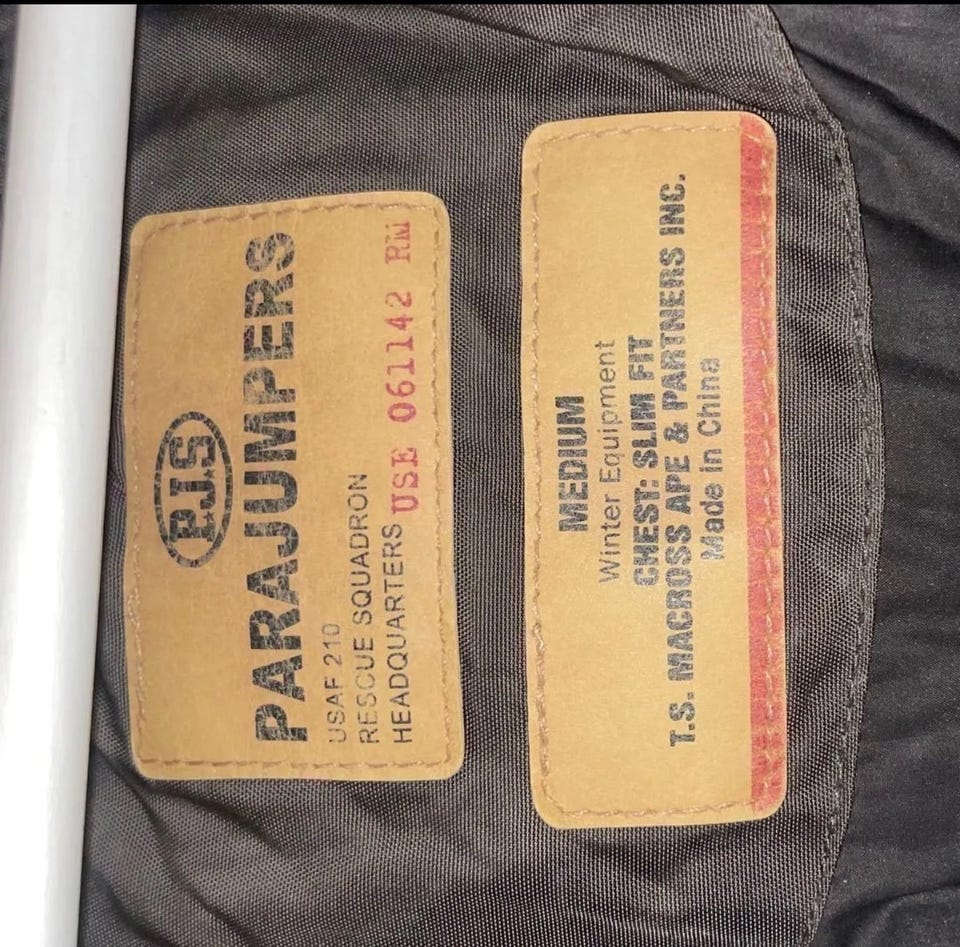 P.J.S
PARAJUMPERS
USAF 210
RESCUE SQUADRON
HEADQUARTERS
USE 061142 RM
MEDIUM
Winter Equipment
CHEST: SLIM FIT
T.S. MACROSS APE & PARTNERS INC.
Made in China